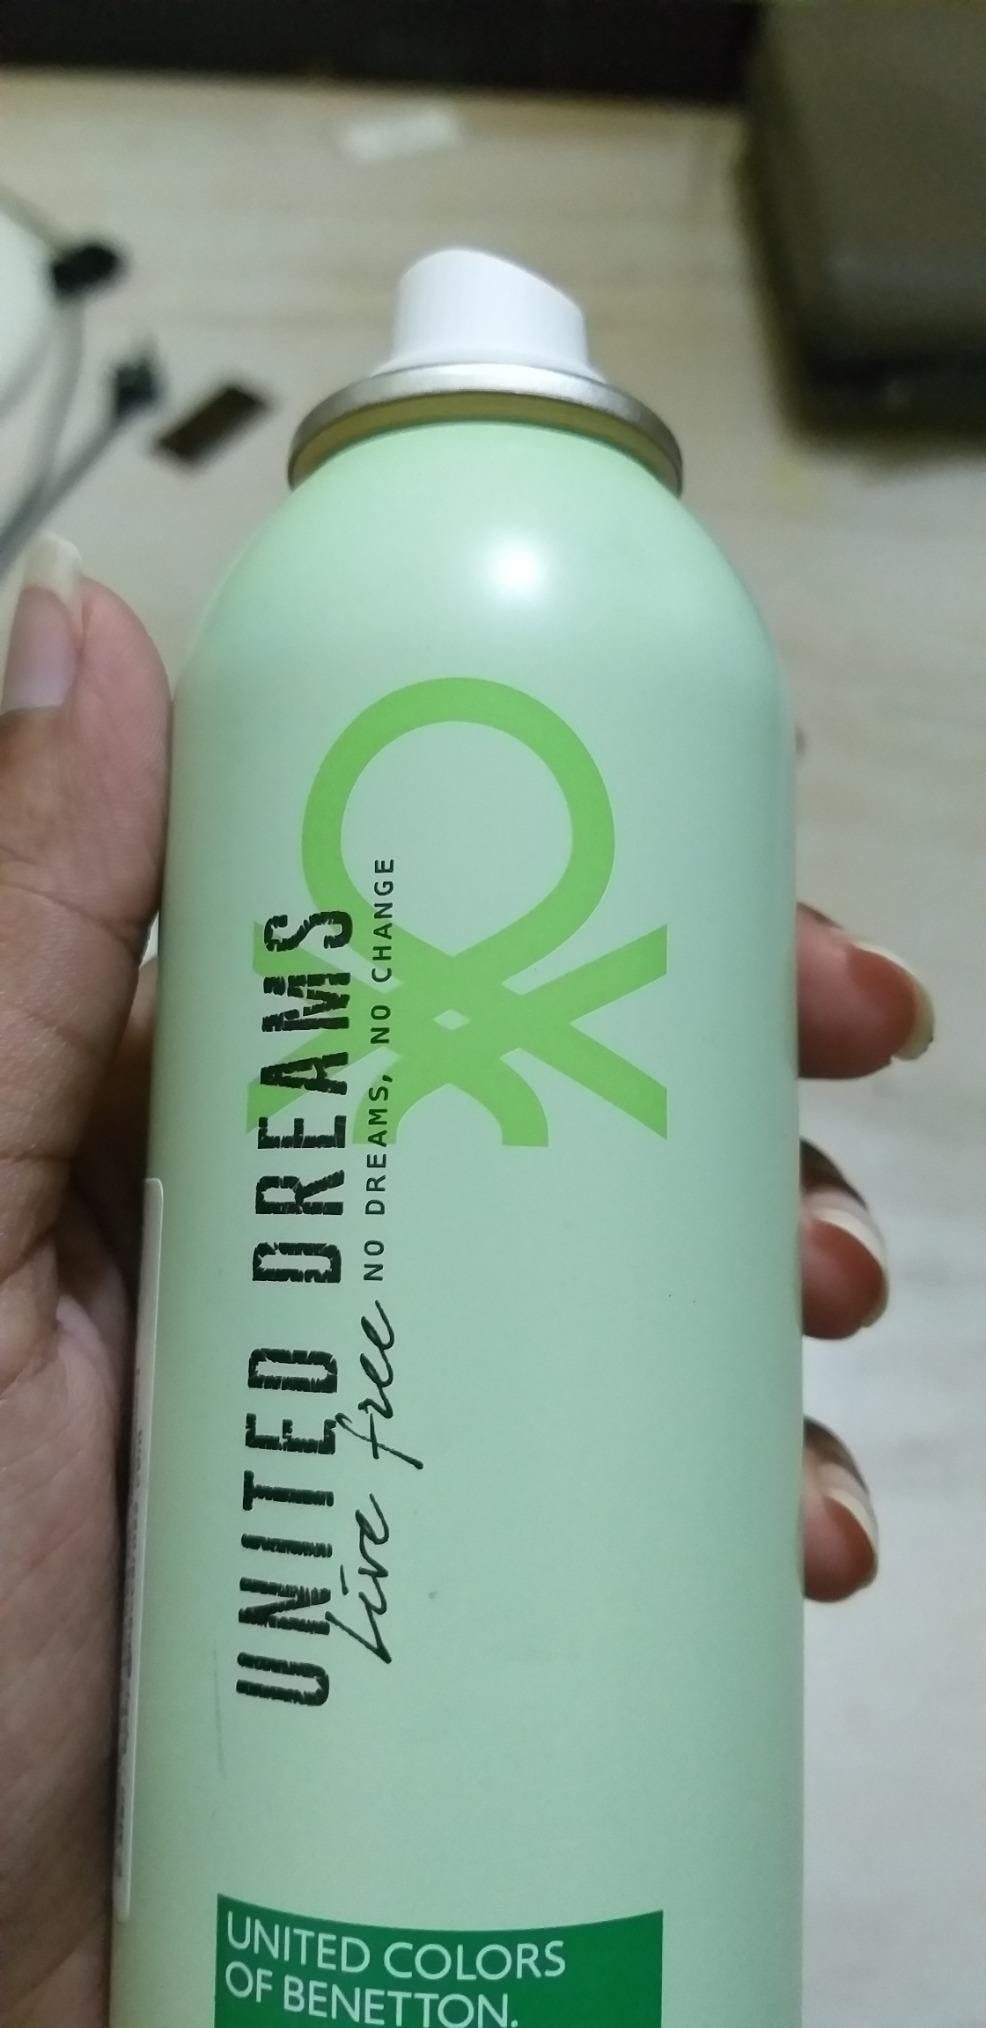 UNITED DREAMS
Live free NO DREAMS, NO CHANGE
UNITED COLORS
OF BENETTON.